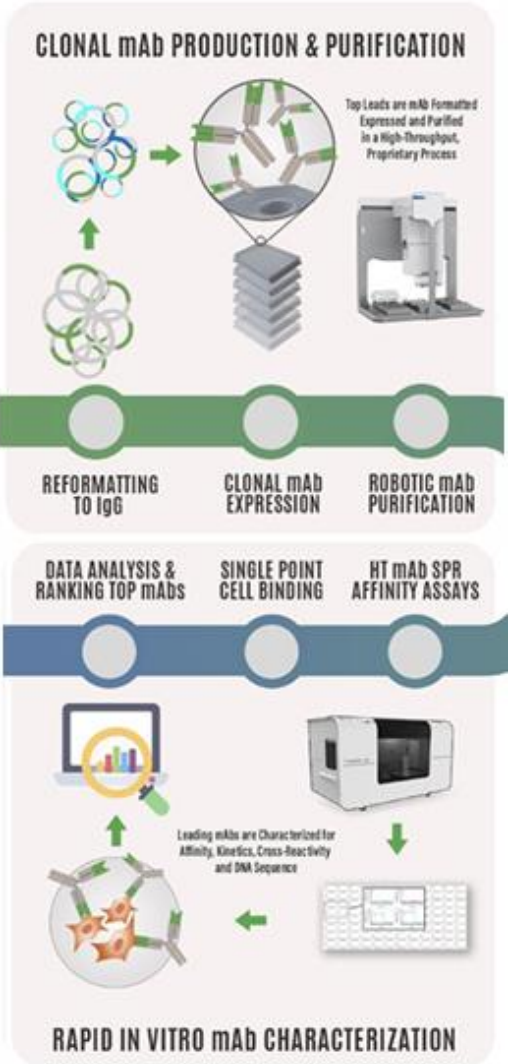 CLONAL mAb PRODUCTION & PURIFICATION
Top Leads are mAb Formatted
Expressed and Purified
in a High-Throughput,
Proprietary Process
REFORMATTING
TO IgG
CLONAL mAb
EXPRESSION
ROBOTIC mAb
PURIFICATION
DATA ANALYSIS &
RANKING TOP mAbs
SINGLE POINT
CELL BINDING
HT mAb SPR
AFFINITY ASSAYS
Leading mAbs are Characterized for
Affinity, Kinetics, Cross-Reactivity
and DNA Sequence
RAPID IN VITRO mAb CHARACTERIZATION